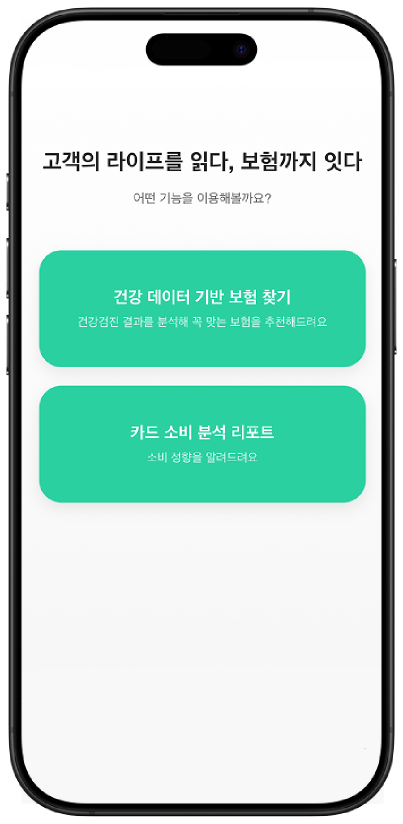 고객의 라이프를 읽다, 보험까지 잇다
어떤 기능을 이용해볼까요?
건강 데이터 기반 보험 찾기
건강검진 결과를 분석해 꼭 맞는 보험을 추천해드려요
카드 소비 분석 리포트
소비 성향을 알려드려요